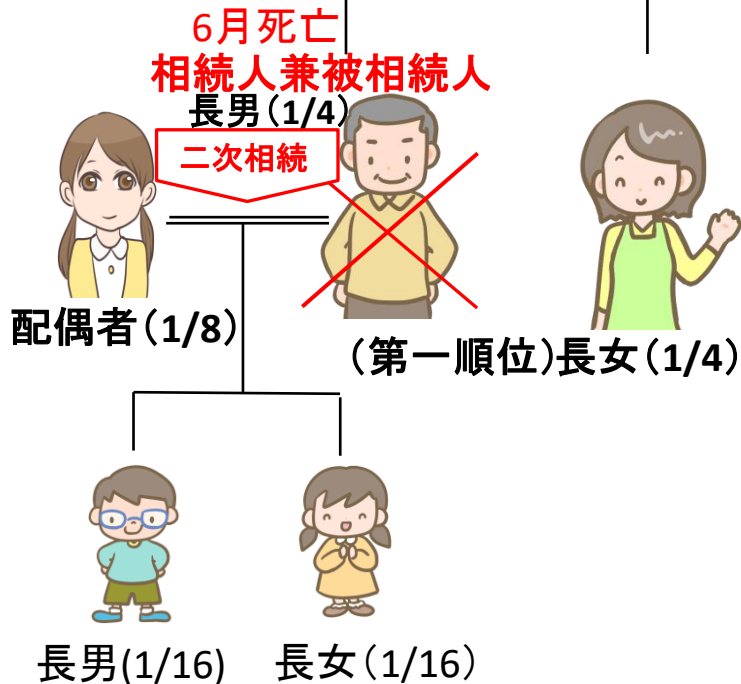 6月死亡
相続人兼被相続人
長男（1/4）
二次相続
配偶者（1/8）
（第一順位）長女（1/4）
長男(1/16)
長女（1/16）